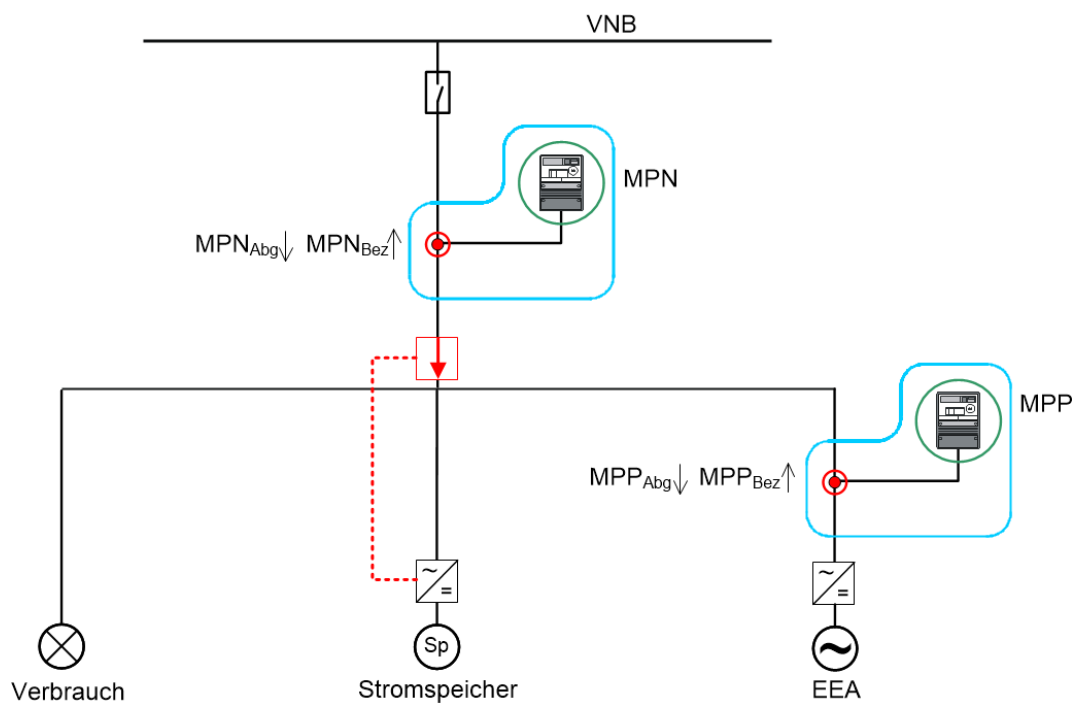 VNB
MPN
MPNAbg↓ MPNBez↑
MPP
MPPAbg↓ MPPBez↑
~
=
~
=
Sp
~
Verbrauch
Stromspeicher
EEA